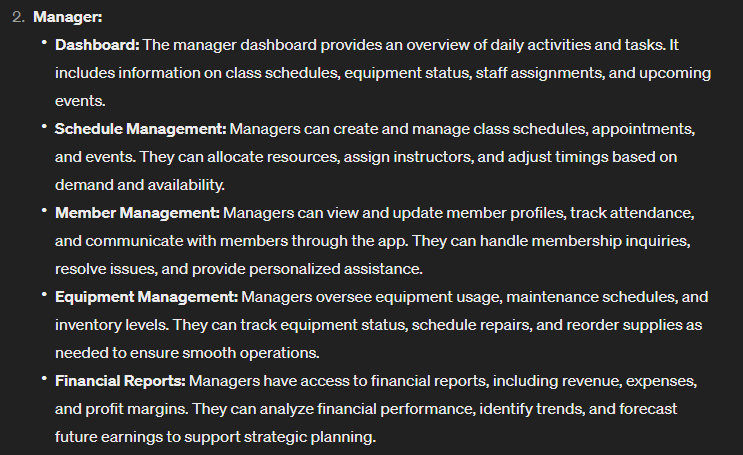 2. Manager:
• Dashboard: The manager dashboard provides an overview of daily activities and tasks. It
includes information on class schedules, equipment status, staff assignments, and upcoming
events.
• Schedule Management: Managers can create and manage class schedules, appointments,
and events. They can allocate resources, assign instructors, and adjust timings based on
demand and availability.
• Member Management: Managers can view and update member profiles, track attendance,
and communicate with members through the app. They can handle membership inquiries,
resolve issues, and provide personalized assistance.
• Equipment Management: Managers oversee equipment usage, maintenance schedules, and
inventory levels. They can track equipment status, schedule repairs, and reorder supplies as
needed to ensure smooth operations.
• Financial Reports: Managers have access to financial reports, including revenue, expenses,
and profit margins. They can analyze financial performance, identify trends, and forecast
future earnings to support strategic planning.